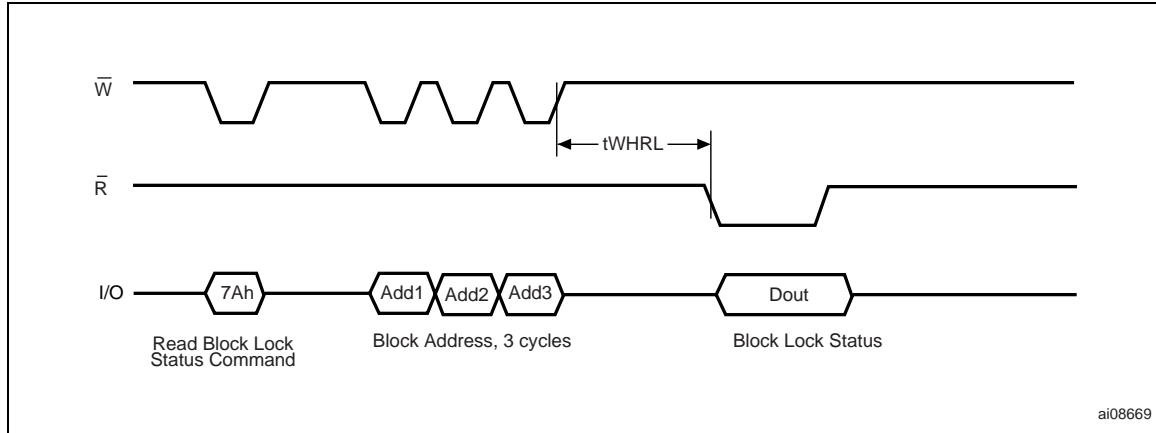 W̅
tWHRL
R̅
I/O
7Ah
Add1
Add2
Add3
Dout
Read Block Lock
Status Command
Block Address, 3 cycles
Block Lock Status
ai08669